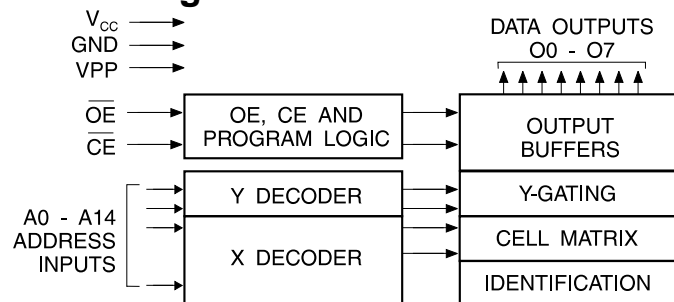 V_CC
GND
VPP
OE
CE
A0 - A14
ADDRESS
INPUTS
OE, CE AND
PROGRAM LOGIC
Y DECODER
X DECODER
DATA OUTPUTS
O0 - O7
OUTPUT
BUFFERS
Y-GATING
CELL MATRIX
IDENTIFICATION